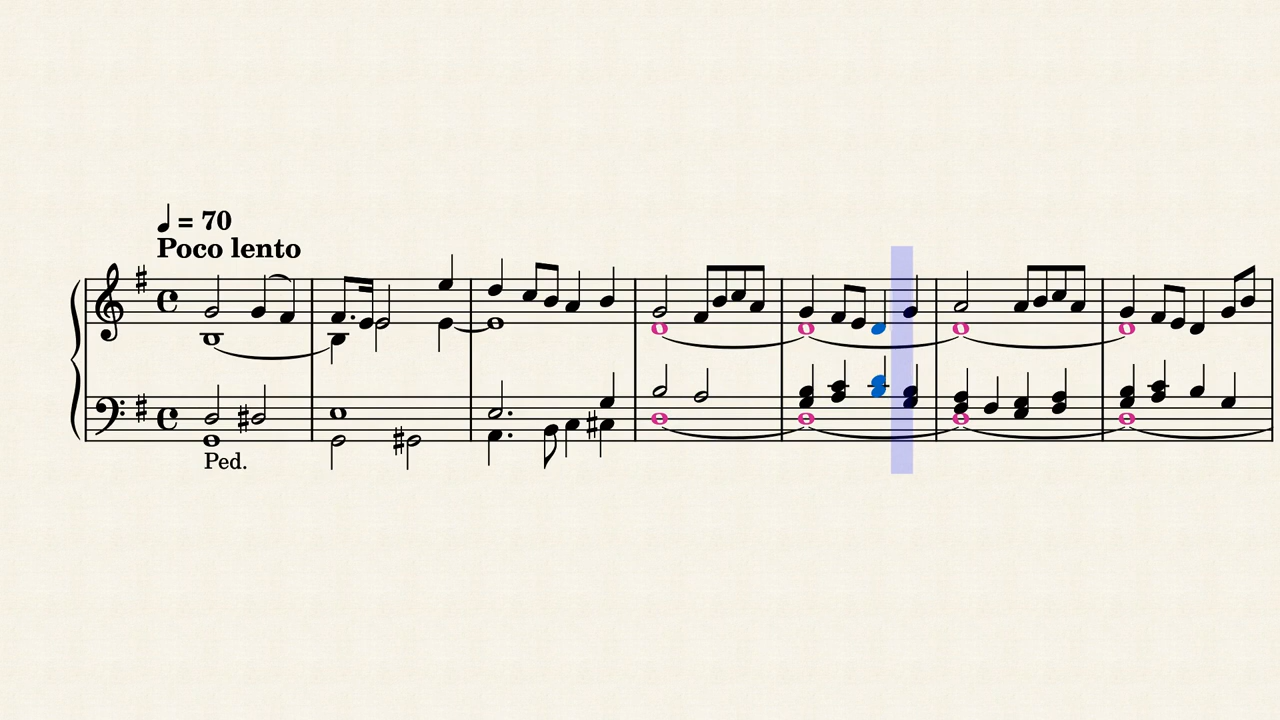 ♩ = 70
Poco lento
Ped.